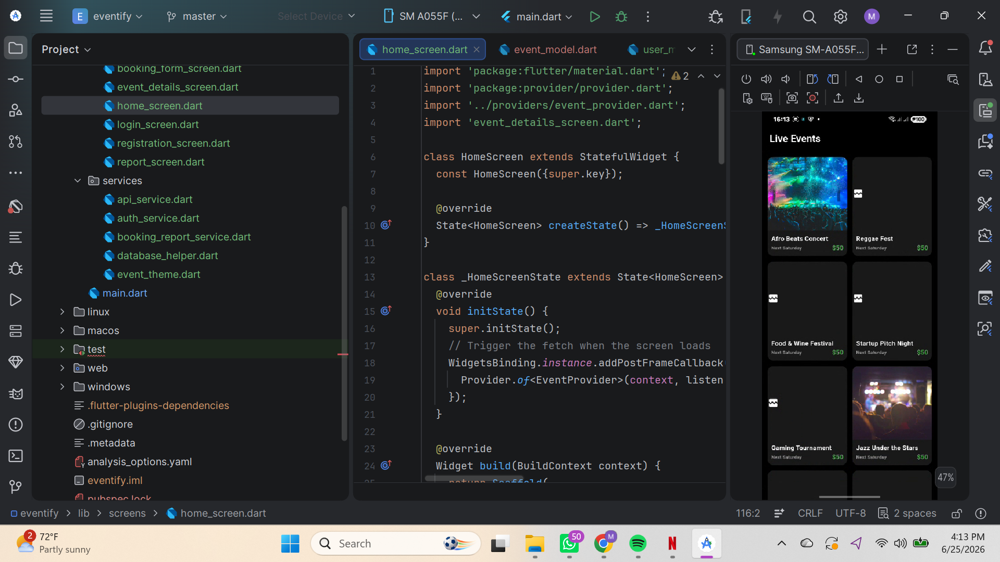 E eventify
master
Select Device
SM A055F (...
main.dart
M
Project
booking_form_screen.dart
event_details_screen.dart
home_screen.dart
login_screen.dart
registration_screen.dart
report_screen.dart
services
api_service.dart
auth_service.dart
booking_report_service.dart
database_helper.dart
event_theme.dart
main.dart
linux
macos
test
web
windows
.flutter-plugins-dependencies
.gitignore
.metadata
analysis_options.yaml
eventify.iml
pubspec.lock
home_screen.dart
event_model.dart
user_m
2
1 import 'package:flutter/material.dart';
2 import 'package:provider/provider.dart';
3 import '../providers/event_provider.dart';
4 import 'event_details_screen.dart';
5
6 class HomeScreen extends StatefulWidget {
7 const HomeScreen({super.key});
8
9 @override
10 State<HomeScreen> createState() => _HomeScreenS
11 }
12
13 class _HomeScreenState extends State<HomeScreen>
14 @override
15 void initState() {
16 super.initState();
17 // Trigger the fetch when the screen loads
18 WidgetsBinding.instance.addPostFrameCallback(
19 Provider.of<EventProvider>(context, listen
20 });
21 }
22
23 @override
24 Widget build(BuildContext context) {
25 return Scaffold(
Samsung SM-A055F...
16:13
100
Live Events
Afro Beats Concert
Next Saturday $50
Reggae Fest
Next Saturday $50
Food & Wine Festival
Next Saturday $50
Startup Pitch Night
Next Saturday $50
Gaming Tournament
Next Saturday $50
Jazz Under the Stars
Next Saturday $50
47%
eventify > lib > screens > home_screen.dart
116:2
CRLF
UTF-8
2 spaces
2
72°F
Partly sunny
Search
50
M
N
4:13 PM
6/25/2026